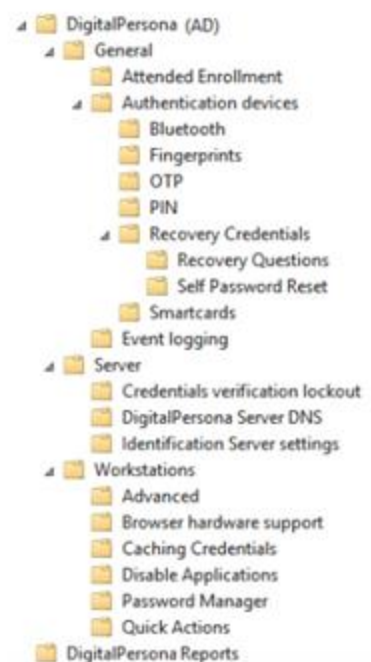 DigitalPersona (AD)
General
Attended Enrollment
Authentication devices
Bluetooth
Fingerprints
OTP
PIN
Recovery Credentials
Recovery Questions
Self Password Reset
Smartcards
Event logging
Server
Credentials verification lockout
DigitalPersona Server DNS
Identification Server settings
Workstations
Advanced
Browser hardware support
Caching Credentials
Disable Applications
Password Manager
Quick Actions
DigitalPersona Reports